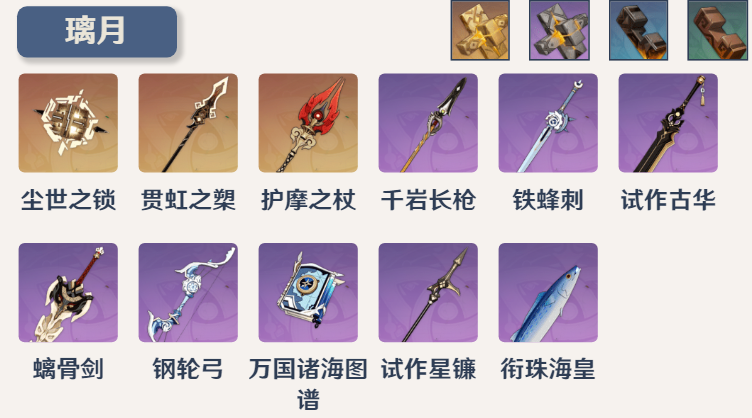 璃月
尘世之锁 贯虹之槊 护摩之杖 千岩长枪 铁蜂刺 试作古华
螭骨剑 钢轮弓 万国诸海图谱 试作星镰 衔珠海皇